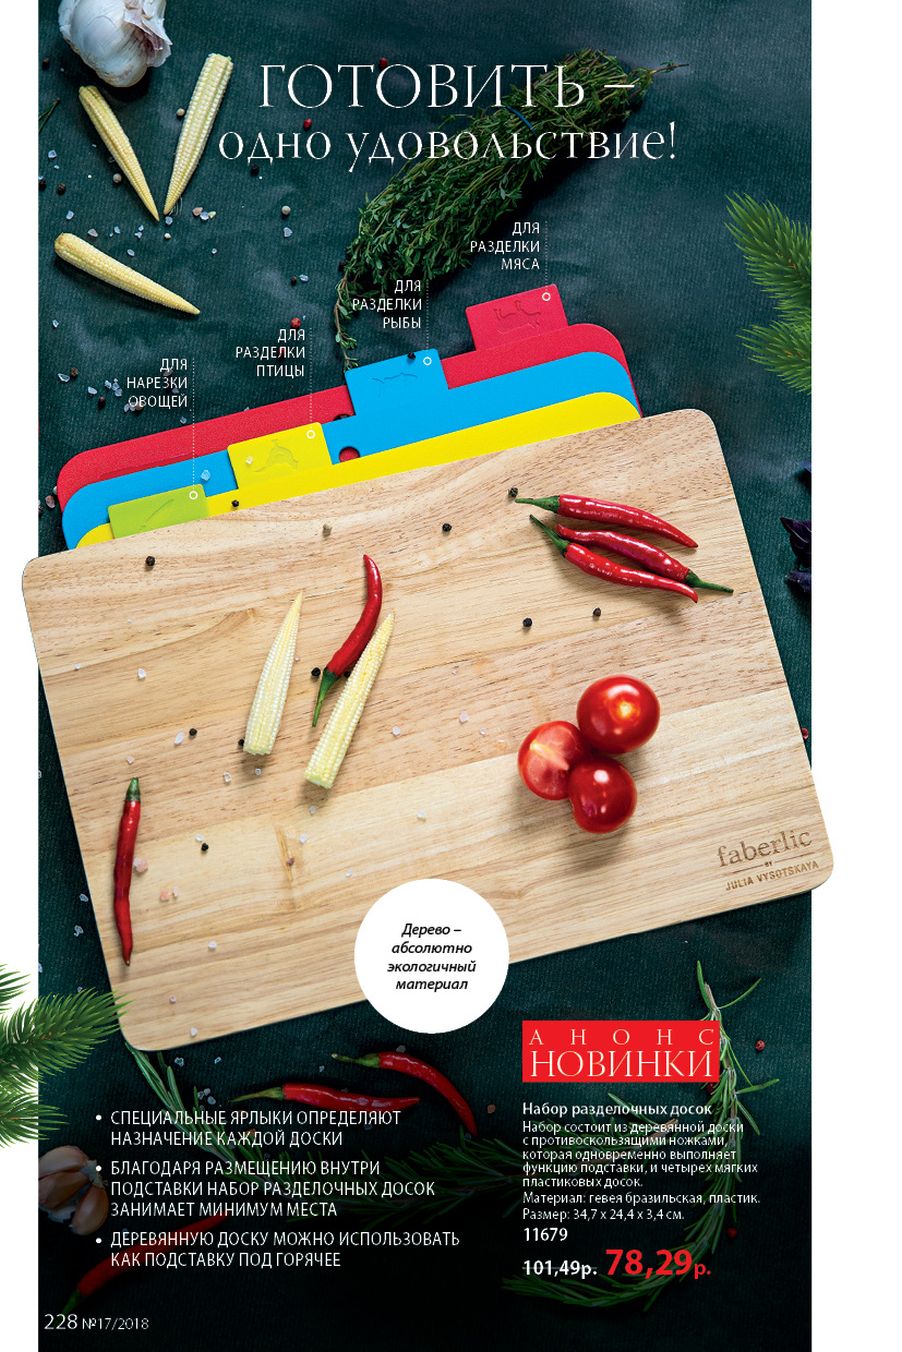 ГОТОВИТЬ –
одно удовольствие!
ДЛЯ
РАЗДЕЛКИ
МЯСА
ДЛЯ
РАЗДЕЛКИ
РЫБЫ
ДЛЯ
РАЗДЕЛКИ
ПТИЦЫ
ДЛЯ
НАРЕЗКИ
ОВОЩЕЙ
faberlic
BY
JULIA VYSOTSKAYA
Дерево –
абсолютно
экологичный
материал
АНОНС
НОВИНКИ
• СПЕЦИАЛЬНЫЕ ЯРЛЫКИ ОПРЕДЕЛЯЮТ
НАЗНАЧЕНИЕ КАЖДОЙ ДОСКИ
• БЛАГОДАРЯ РАЗМЕЩЕНИЮ ВНУТРИ
ПОДСТАВКИ НАБОР РАЗДЕЛОЧНЫХ ДОСОК
ЗАНИМАЕТ МИНИМУМ МЕСТА
• ДЕРЕВЯННУЮ ДОСКУ МОЖНО ИСПОЛЬЗОВАТЬ
КАК ПОДСТАВКУ ПОД ГОРЯЧЕЕ
Набор разделочных досок
Набор состоит из деревянной доски
с противоскользящими ножками,
которая одновременно выполняет
функцию подставки, и четырех мягких
пластиковых досок.
Материал: гевея бразильская, пластик.
Размер: 34,7 x 24,4 x 3,4 см.
11679
101,49р. 78,29р.
228 №17/2018